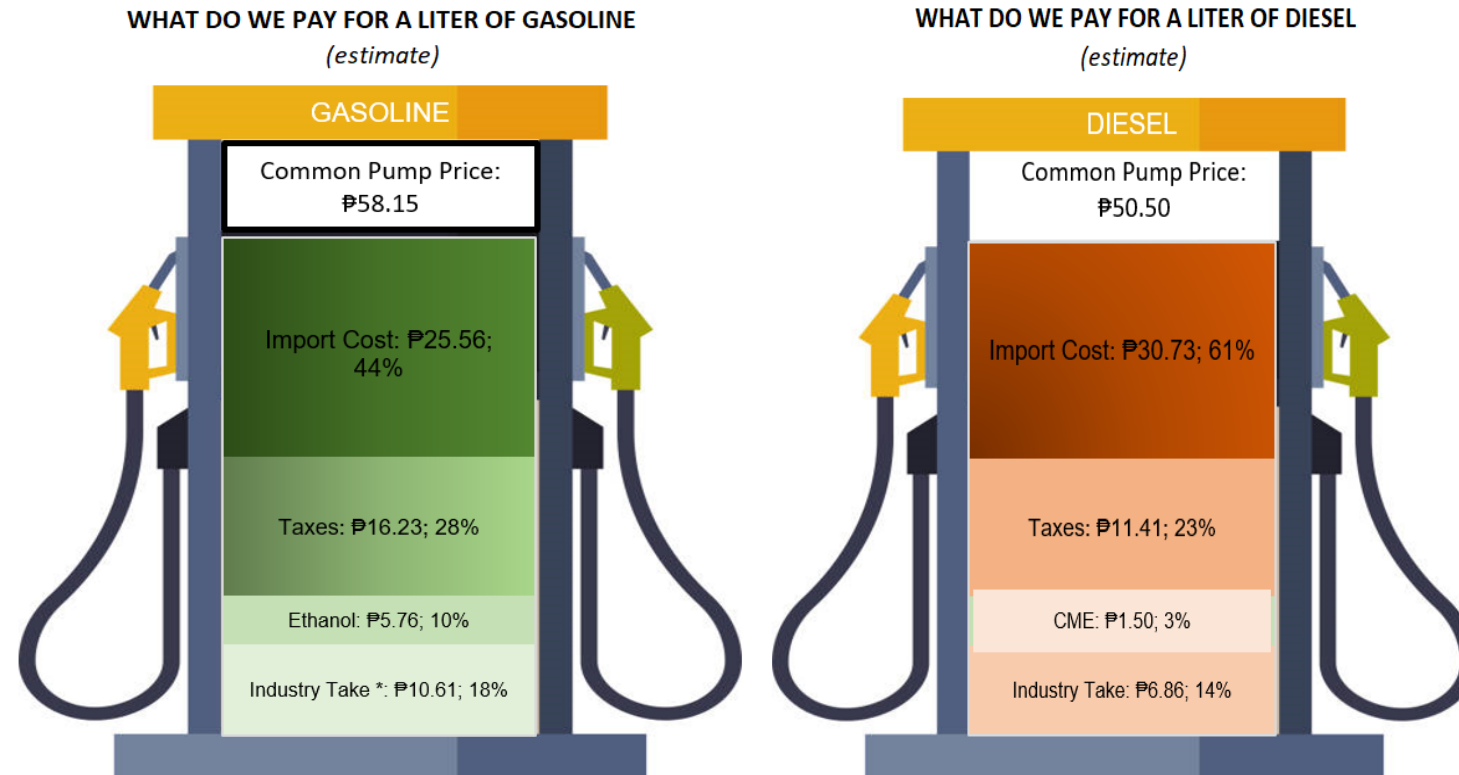 WHAT DO WE PAY FOR A LITER OF GASOLINE
(estimate)
GASOLINE
Common Pump Price:
₱58.15
Import Cost: ₱25.56;
44%
Taxes: ₱16.23; 28%
Ethanol: ₱5.76; 10%
Industry Take *: ₱10.61; 18%
WHAT DO WE PAY FOR A LITER OF DIESEL
(estimate)
DIESEL
Common Pump Price:
₱50.50
Import Cost: ₱30.73; 61%
Taxes: ₱11.41; 23%
CME: ₱1.50; 3%
Industry Take: ₱6.86; 14%